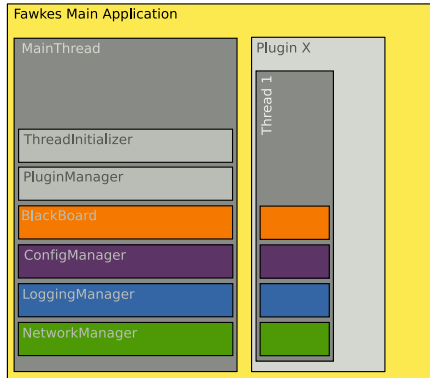 Fawkes Main Application
MainThread
ThreadInitializer
PluginManager
BlackBoard
ConfigManager
LoggingManager
NetworkManager
Plugin X
Thread 1